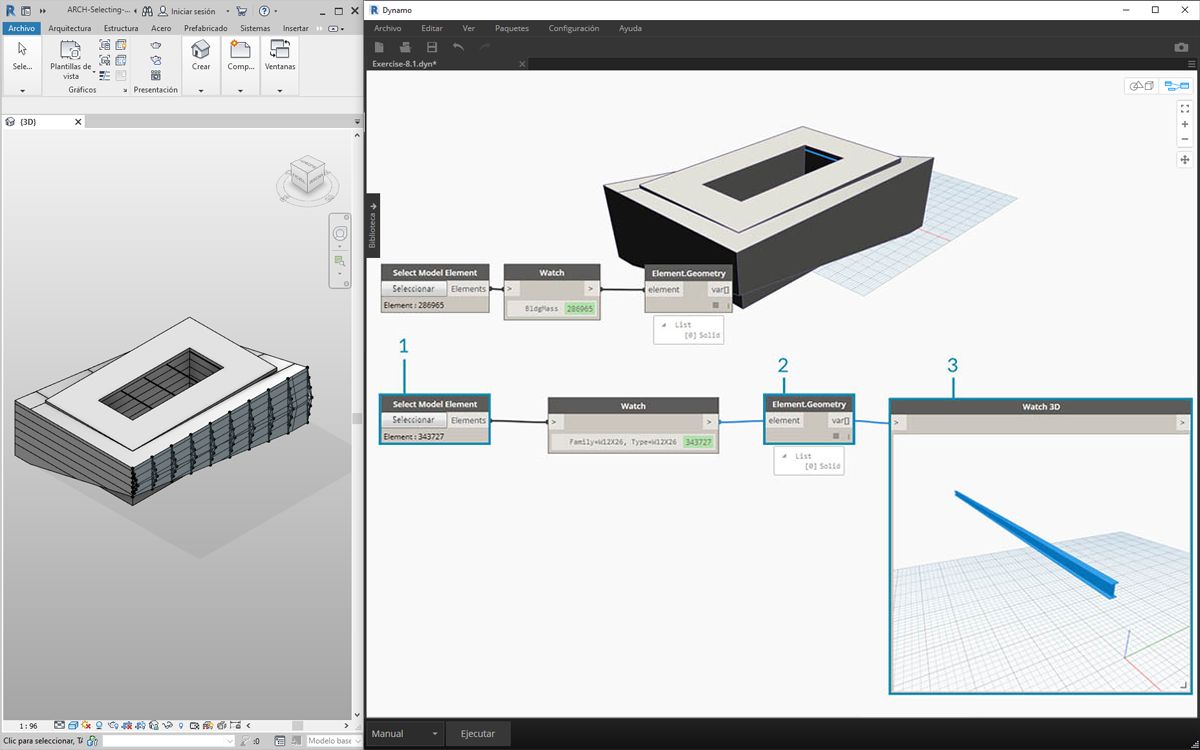 ARCH-Selecting-...
Iniciar sesión
Archivo
Arquitectura
Estructura
Acero
Prefabricado
Sistemas
Insertar
Sele...
Plantillas de
vista
Crear
Comp...
Ventanas
Gráficos
Presentación
{3D}
1 : 96
Clic para seleccionar, TA
:0
Modelo base
Dynamo
Archivo
Editar
Ver
Paquetes
Configuración
Ayuda
Exercise-8.1.dyn*
Biblioteca
Select Model Element
Seleccionar
Elements
Element : 286965
Watch
>
>
BldgMass
286965
Element.Geometry
element
var[]
List
[0] Solid
1
Select Model Element
Seleccionar
Elements
Element : 343727
Watch
>
>
Family=W12X26, Type=W12X26
343727
2
Element.Geometry
element
var[]
List
[0] Solid
3
Watch 3D
>
>
Manual
Ejecutar